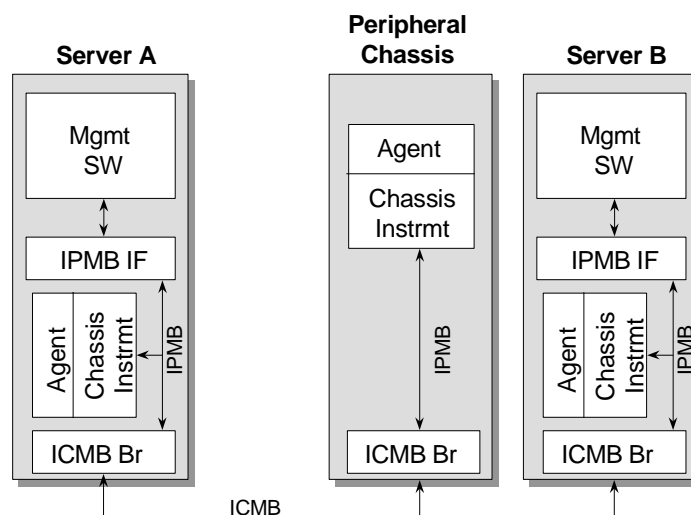 Server A
Mgmt
SW
IPMB IF
Agent
Chassis
Instrmt
IPMB
ICMB Br
Peripheral
Chassis
Agent
Chassis
Instrmt
IPMB
ICMB Br
Server B
Mgmt
SW
IPMB IF
Agent
Chassis
Instrmt
IPMB
ICMB Br
ICMB